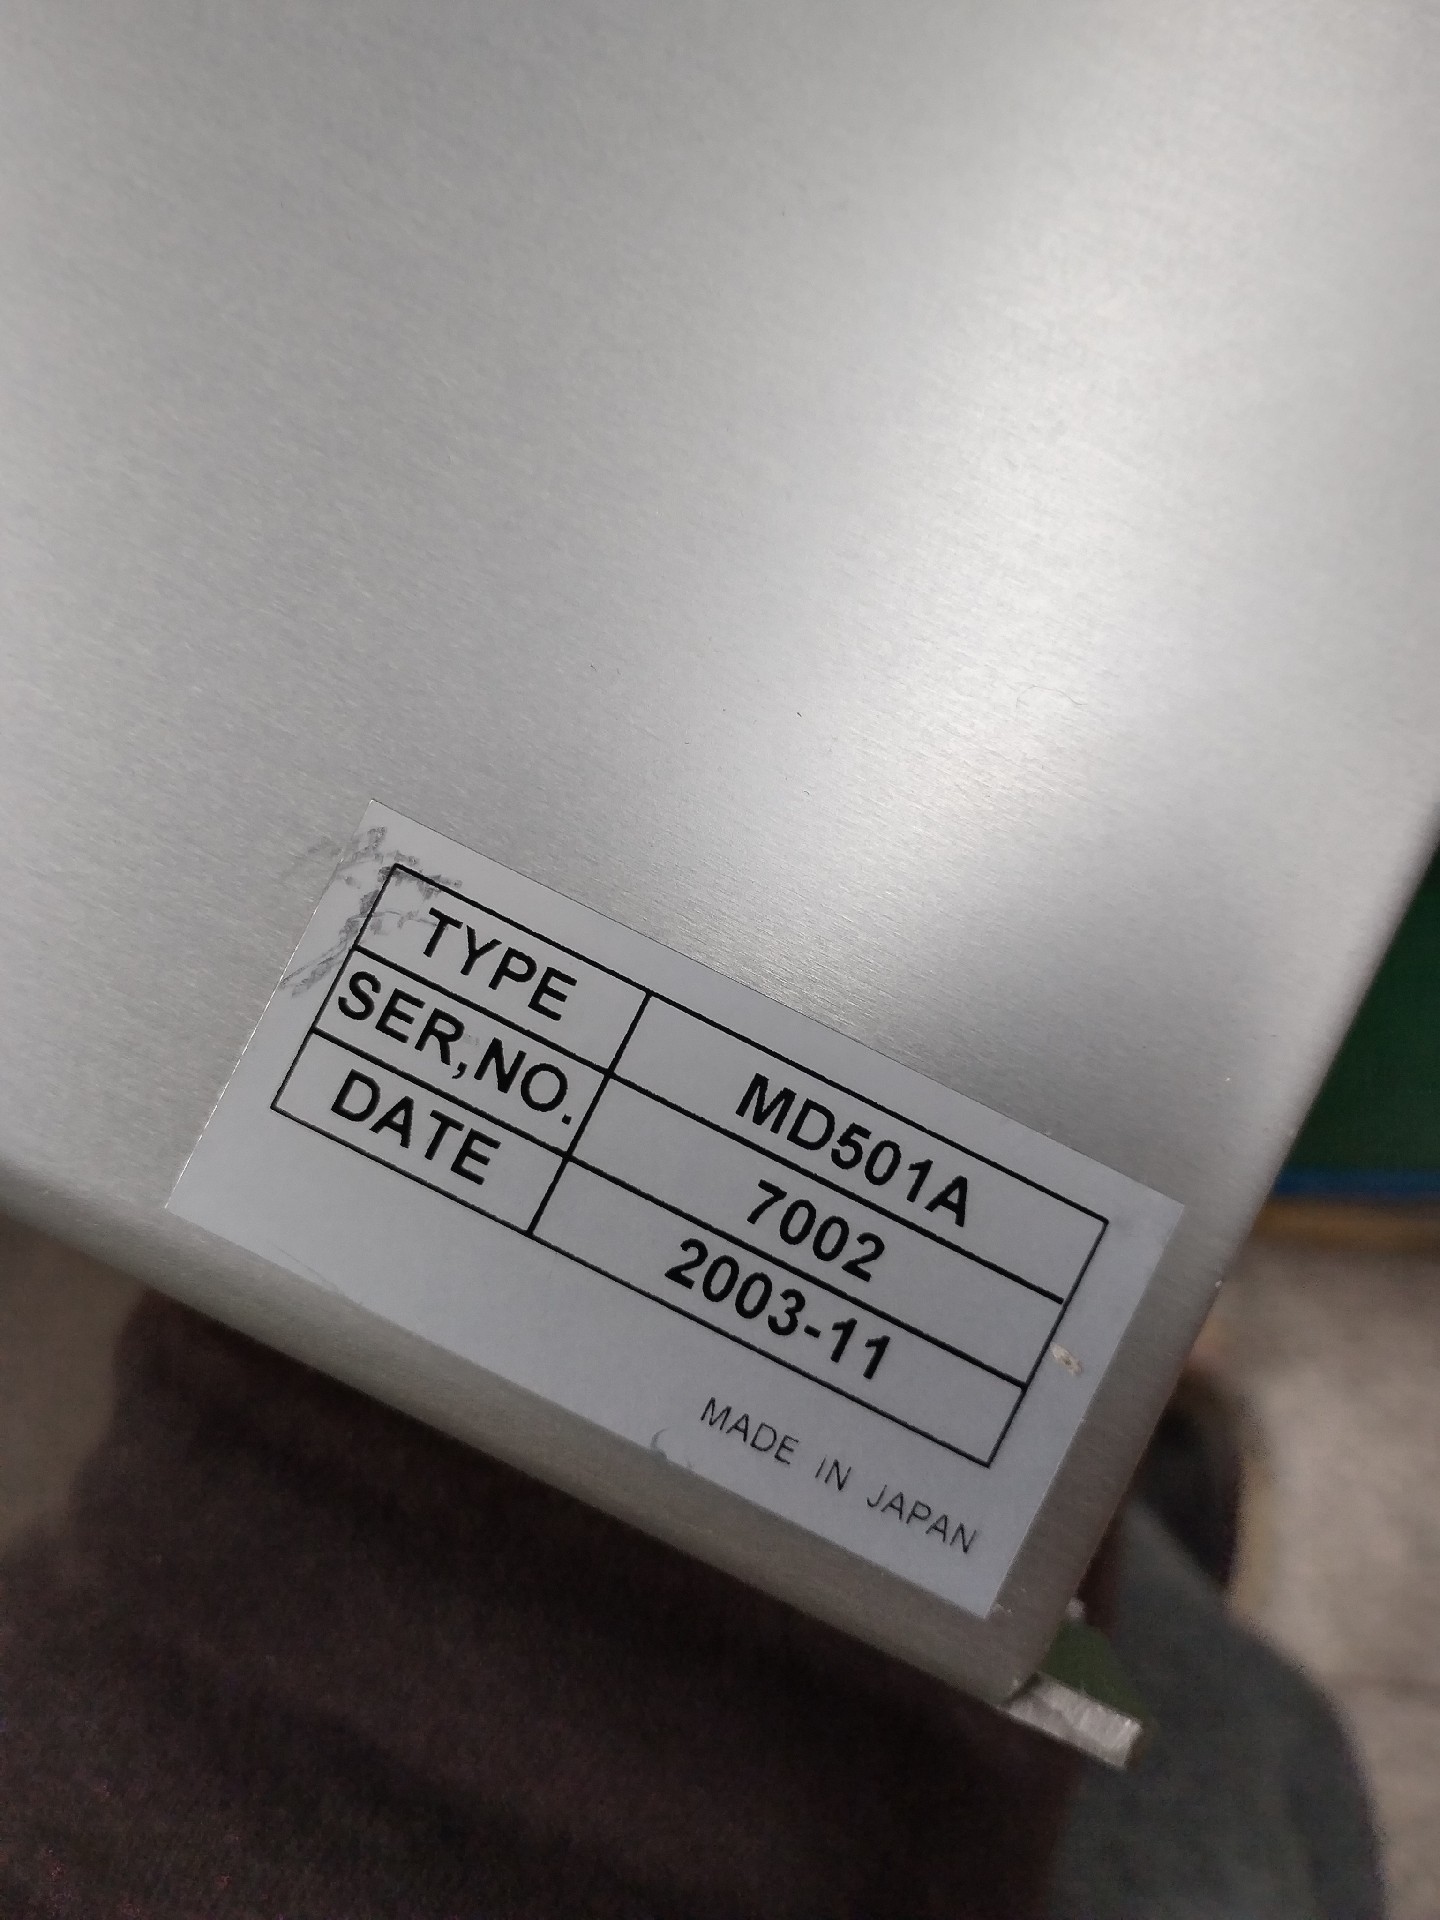 TYPE MD501A
SER,NO. 7002
DATE 2003-11
MADE IN JAPAN